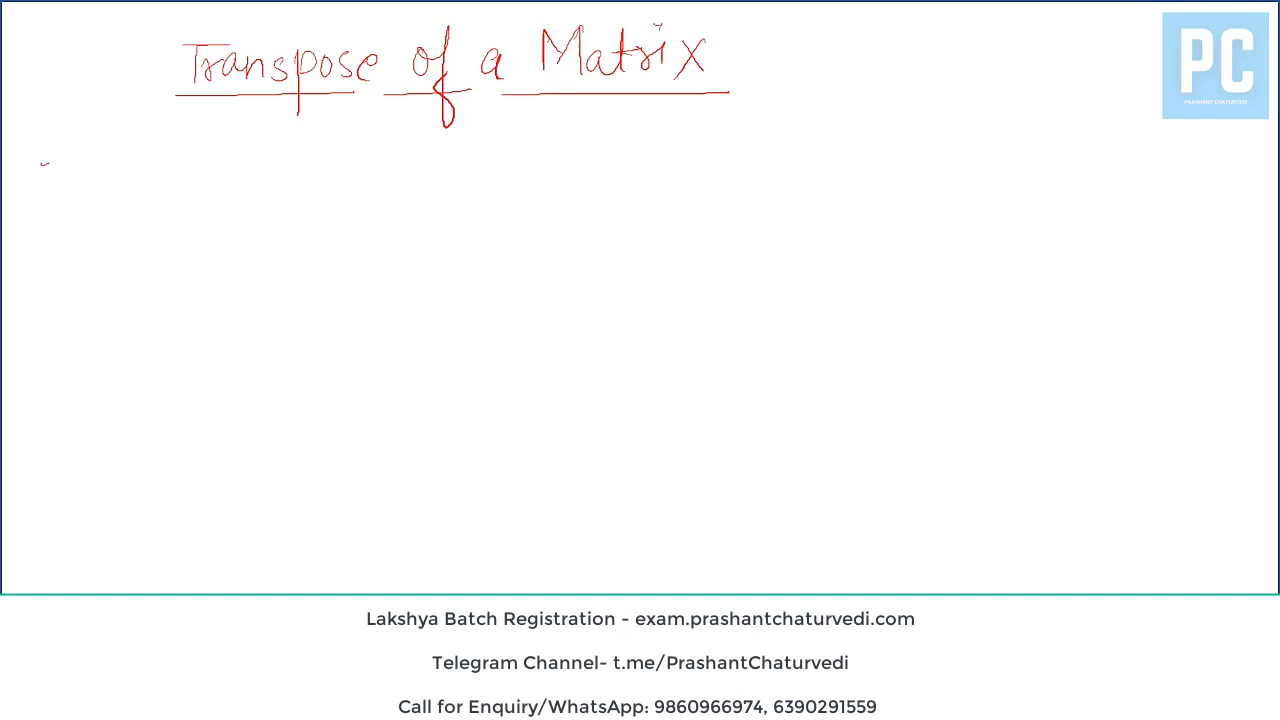 Transpose of a Matrix
PC
PRASHANT CHATURVEDI
Lakshya Batch Registration - exam.prashantchaturvedi.com
Telegram Channel- t.me/PrashantChaturvedi
Call for Enquiry/WhatsApp: 9860966974, 6390291559